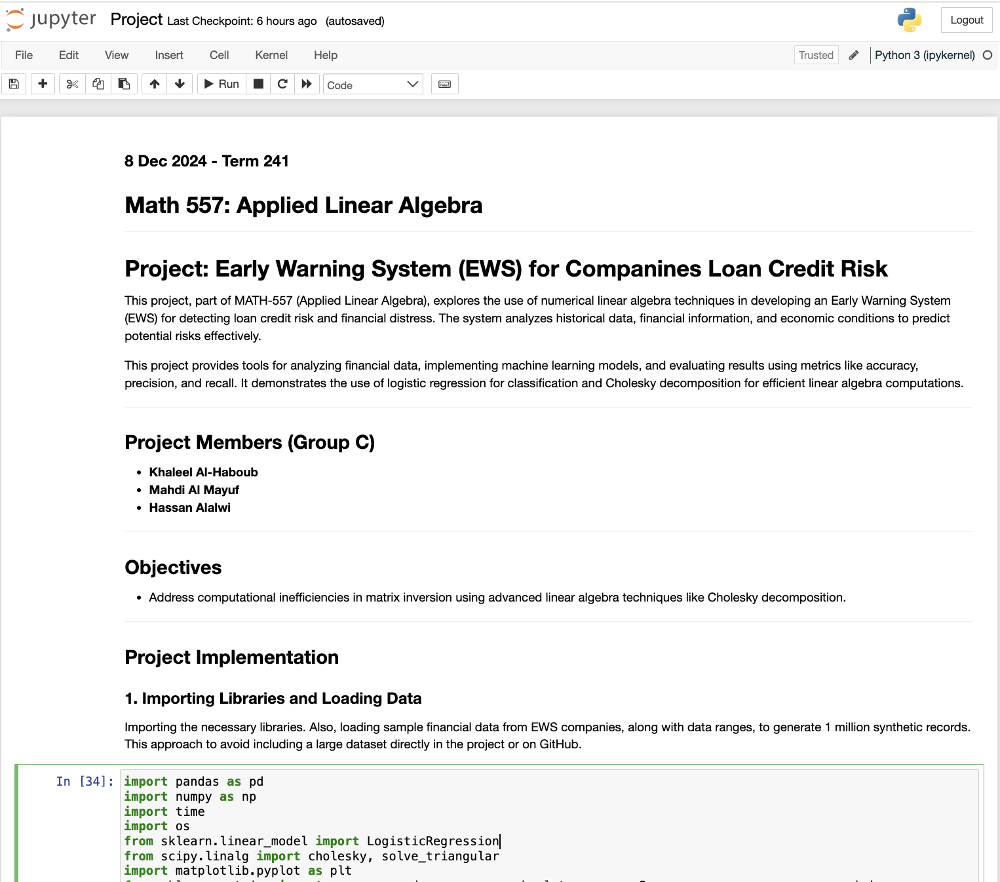 jupyter Project Last Checkpoint: 6 hours ago (autosaved) Logout
File Edit View Insert Cell Kernel Help Trusted Python 3 (ipykernel)
Run Code
8 Dec 2024 - Term 241
Math 557: Applied Linear Algebra
Project: Early Warning System (EWS) for Companines Loan Credit Risk
This project, part of MATH-557 (Applied Linear Algebra), explores the use of numerical linear algebra techniques in developing an Early Warning System
(EWS) for detecting loan credit risk and financial distress. The system analyzes historical data, financial information, and economic conditions to predict
potential risks effectively.
This project provides tools for analyzing financial data, implementing machine learning models, and evaluating results using metrics like accuracy,
precision, and recall. It demonstrates the use of logistic regression for classification and Cholesky decomposition for efficient linear algebra computations.
Project Members (Group C)
• Khaleel Al-Haboub
• Mahdi Al Mayuf
• Hassan Alalwi
Objectives
• Address computational inefficiencies in matrix inversion using advanced linear algebra techniques like Cholesky decomposition.
Project Implementation
1. Importing Libraries and Loading Data
Importing the necessary libraries. Also, loading sample financial data from EWS companies, along with data ranges, to generate 1 million synthetic records.
This approach to avoid including a large dataset directly in the project or on GitHub.
In [34]: import pandas as pd
import numpy as np
import time
import os
from sklearn.linear_model import LogisticRegression
from scipy.linalg import cholesky, solve_triangular
import matplotlib.pyplot as plt